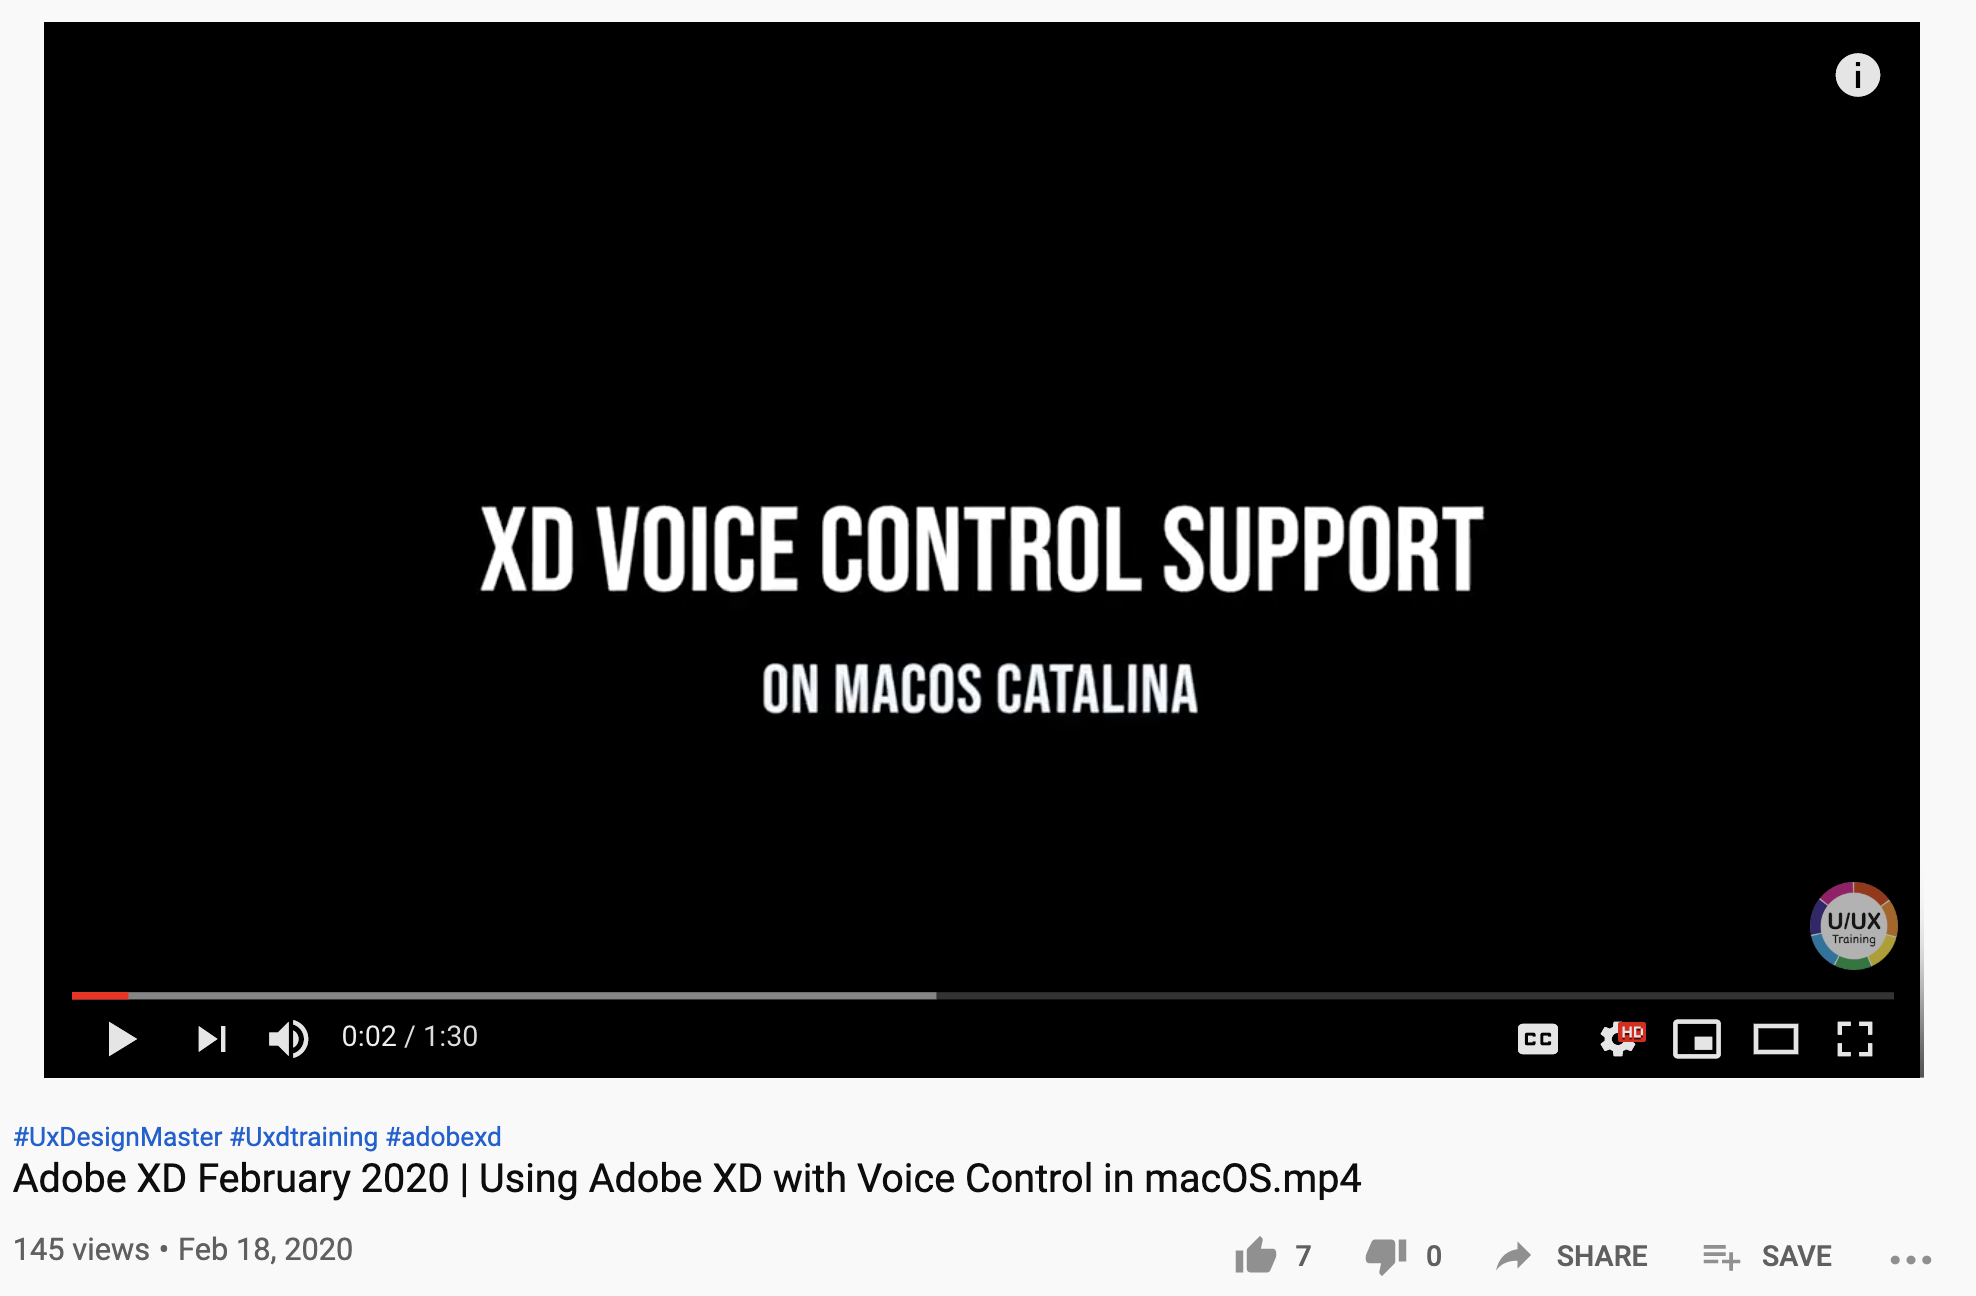 i
XD VOICE CONTROL SUPPORT
ON MACOS CATALINA
U/UX
Training
0:02 / 1:30
CC
HD
#UxDesignMaster #Uxdtraining #adobexd
Adobe XD February 2020 | Using Adobe XD with Voice Control in macOS.mp4
145 views • Feb 18, 2020
7
0
SHARE
SAVE